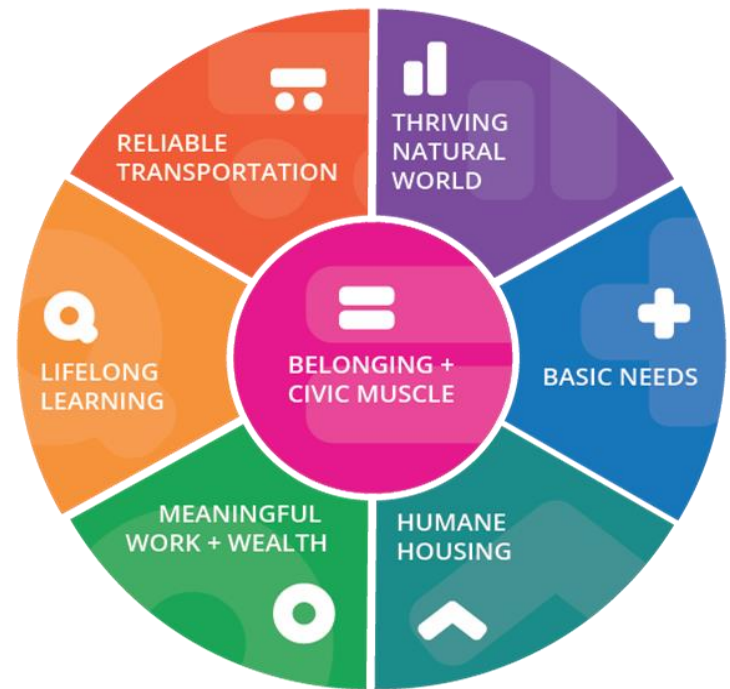 RELIABLE
TRANSPORTATION
THRIVING
NATURAL
WORLD
LIFELONG
LEARNING
BELONGING +
CIVIC MUSCLE
BASIC NEEDS
MEANINGFUL
WORK + WEALTH
HUMANE
HOUSING